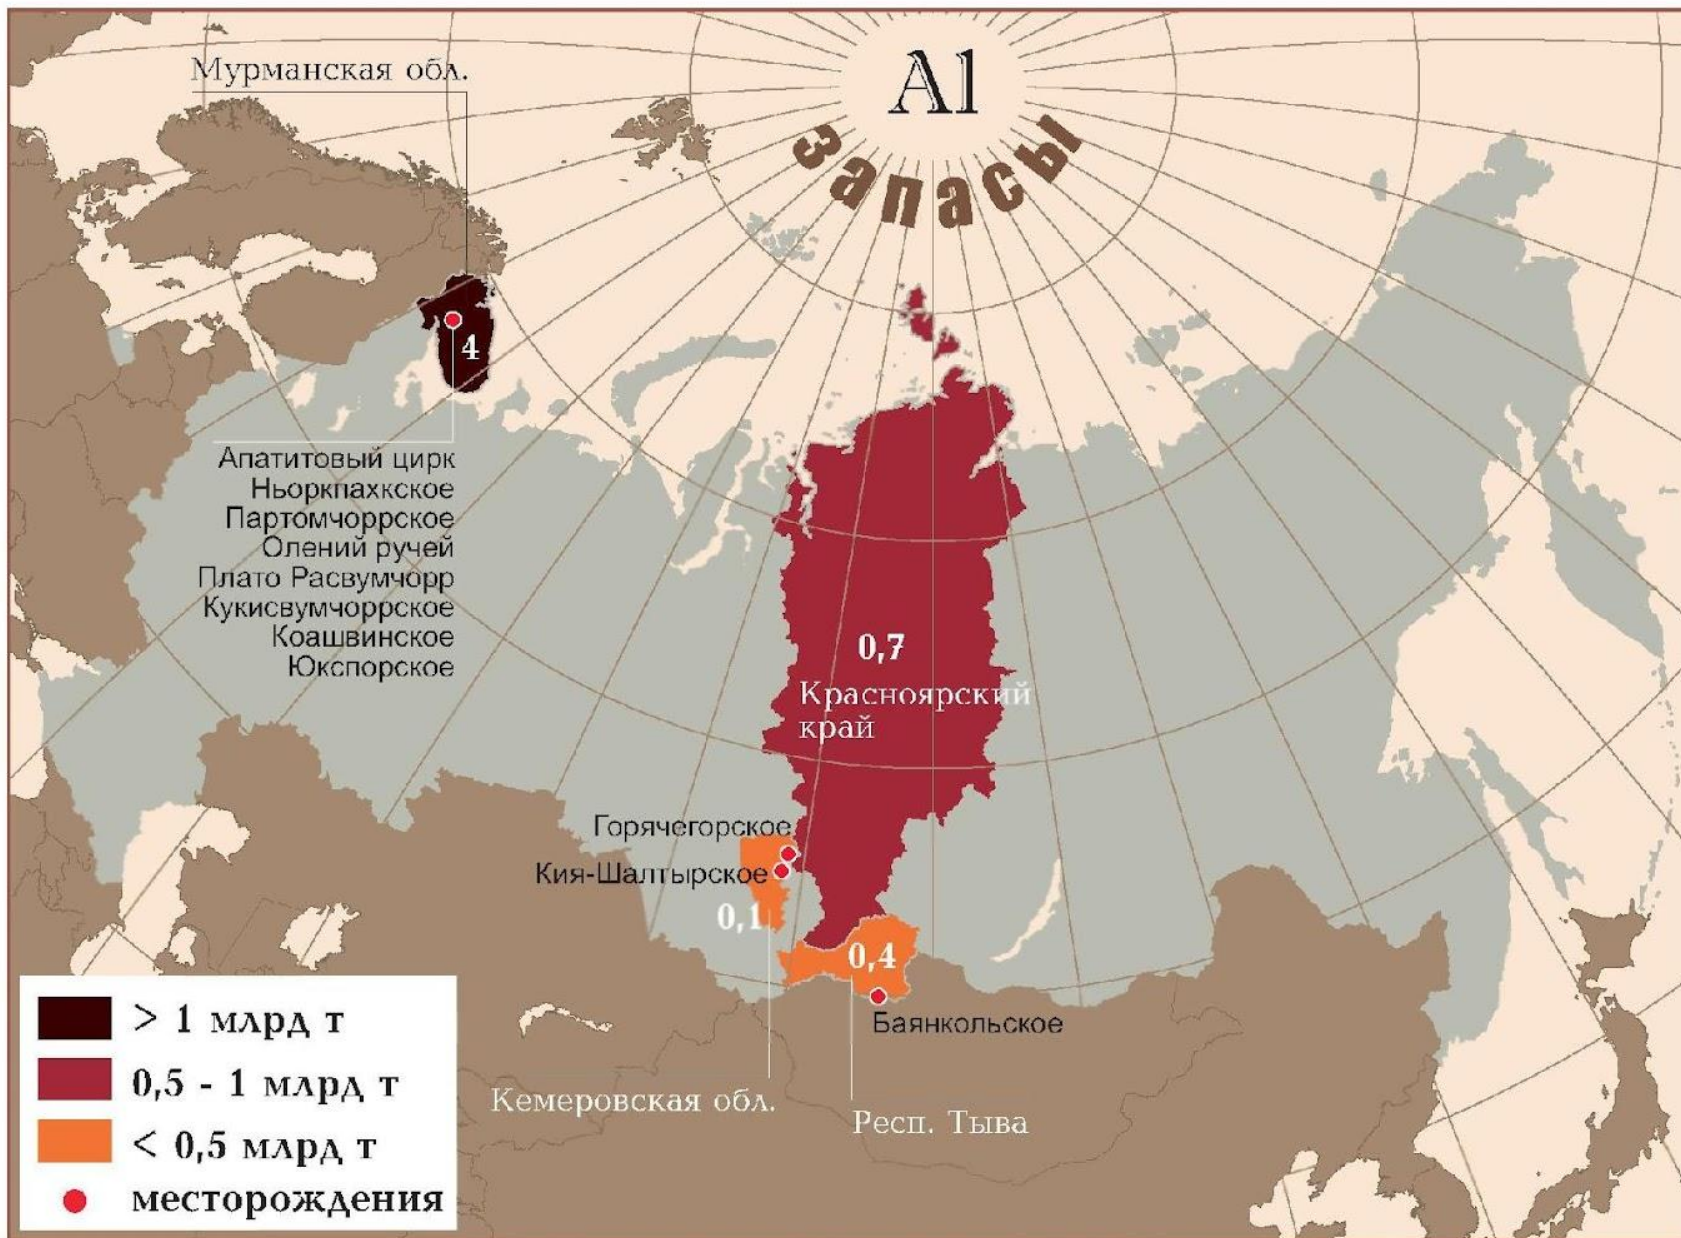 Al
запасы
Мурманская обл.
4
Апатитовый цирк
Ньоркпахкское
Партомчоррское
Олений ручей
Плато Расвумчорр
Кукисвумчоррское
Коашвинское
Юкспорское
0,7
Красноярский
край
Горячегорское
Кия-Шалтырское
0,1
0,4
Баянкольское
Кемеровская обл.
Респ. Тыва
> 1 млрд т
0,5 - 1 млрд т
< 0,5 млрд т
месторождения